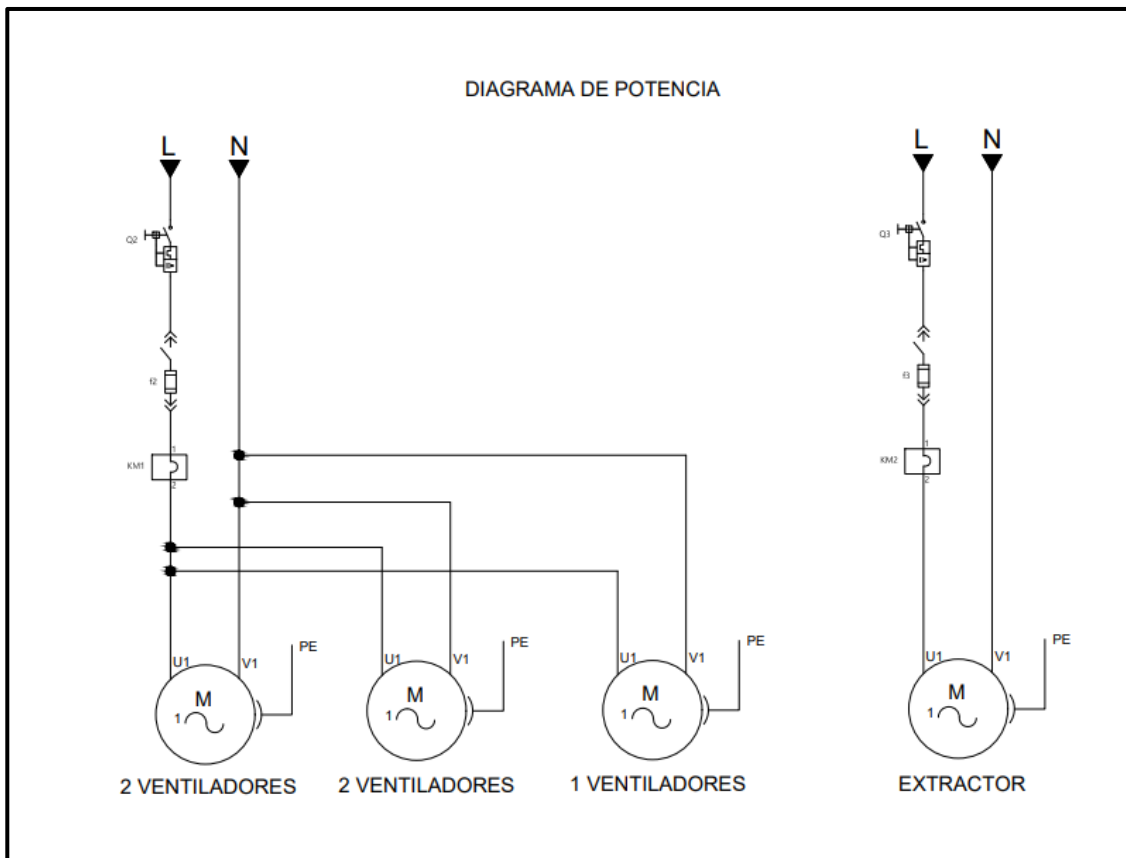 DIAGRAMA DE POTENCIA
L N
L N
Q2
Q3
f2
f3
1
KM1
2
1
KM2
2
U1 V1 PE
M
1
2 VENTILADORES
U1 V1 PE
M
1
2 VENTILADORES
U1 V1 PE
M
1
1 VENTILADORES
U1 V1 PE
M
1
EXTRACTOR